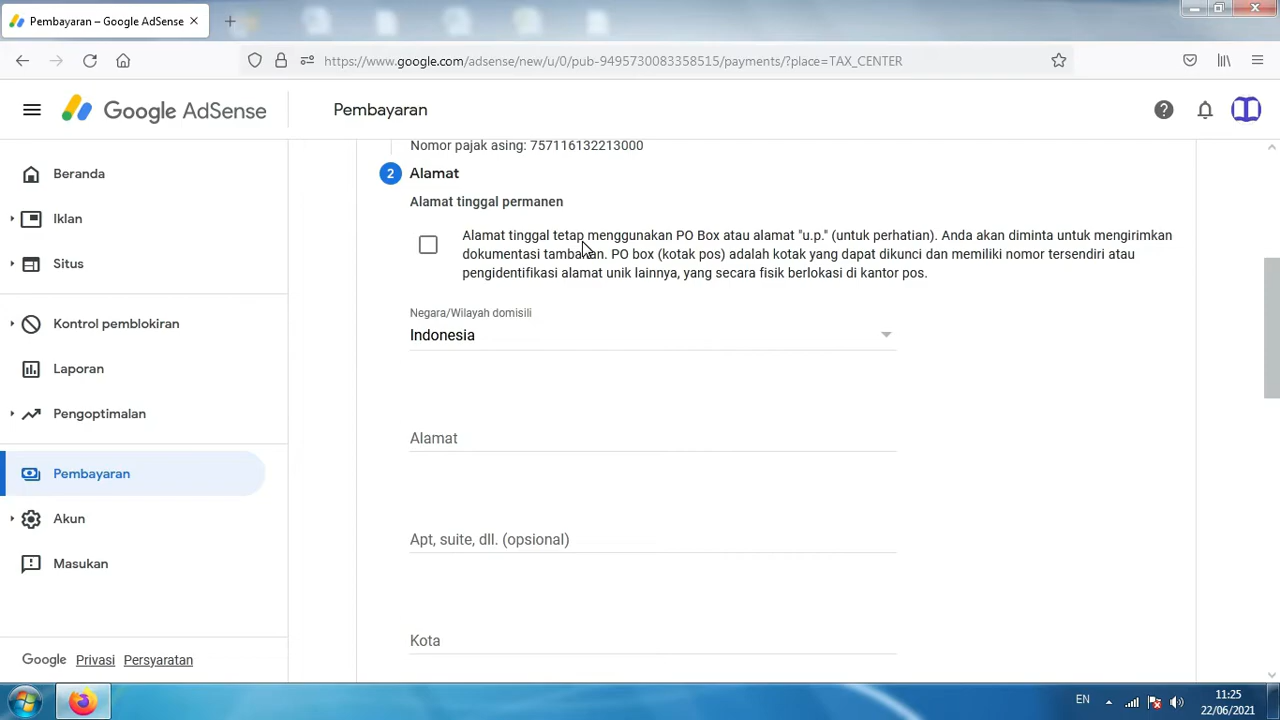 Pembayaran – Google AdSense
https://www.google.com/adsense/new/u/0/pub-9495730083358515/payments/?place=TAX_CENTER
Google AdSense
Pembayaran
Beranda
Iklan
Situs
Kontrol pemblokiran
Laporan
Pengoptimalan
Pembayaran
Akun
Masukan
Google Privasi Persyaratan
Nomor pajak asing: 757116132213000
2 Alamat
Alamat tinggal permanen
Alamat tinggal tetap menggunakan PO Box atau alamat "u.p." (untuk perhatian). Anda akan diminta untuk mengirimkan
dokumentasi tambahan. PO box (kotak pos) adalah kotak yang dapat dikunci dan memiliki nomor tersendiri atau
pengidentifikasi alamat unik lainnya, yang secara fisik berlokasi di kantor pos.
Negara/Wilayah domisili
Indonesia
Alamat
Apt, suite, dll. (opsional)
Kota
EN
11:25
22/06/2021